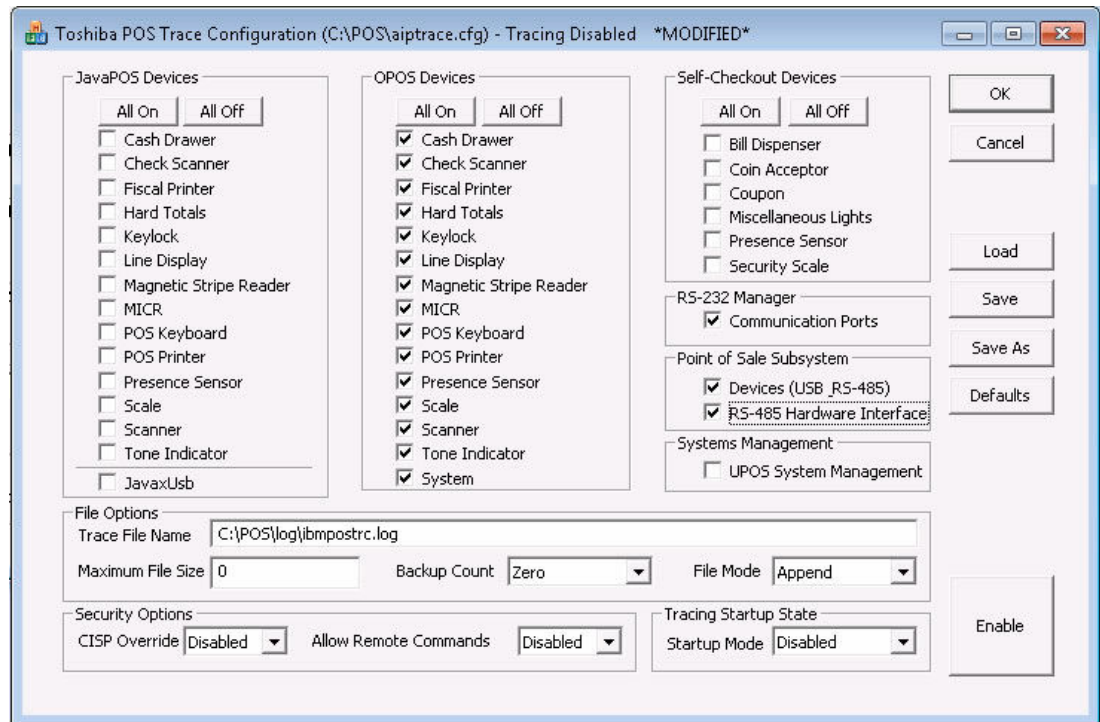 Toshiba POS Trace Configuration (C:\POS\aiptrace.cfg) - Tracing Disabled *MODIFIED*
JavaPOS Devices
All On All Off
Cash Drawer
Check Scanner
Fiscal Printer
Hard Totals
Keylock
Line Display
Magnetic Stripe Reader
MICR
POS Keyboard
POS Printer
Presence Sensor
Scale
Scanner
Tone Indicator
JavaxUsb
OPOS Devices
All On All Off
Cash Drawer
Check Scanner
Fiscal Printer
Hard Totals
Keylock
Line Display
Magnetic Stripe Reader
MICR
POS Keyboard
POS Printer
Presence Sensor
Scale
Scanner
Tone Indicator
System
Self-Checkout Devices
All On All Off
Bill Dispenser
Coin Acceptor
Coupon
Miscellaneous Lights
Presence Sensor
Security Scale
RS-232 Manager
Communication Ports
Point of Sale Subsystem
Devices (USB_RS-485)
RS-485 Hardware Interface
Systems Management
UPOS System Management
OK
Cancel
Load
Save
Save As
Defaults
File Options
Trace File Name C:\POS\log\ibmpostrc.log
Maximum File Size 0 Backup Count Zero File Mode Append
Security Options
CISP Override Disabled Allow Remote Commands Disabled
Tracing Startup State
Startup Mode Disabled
Enable